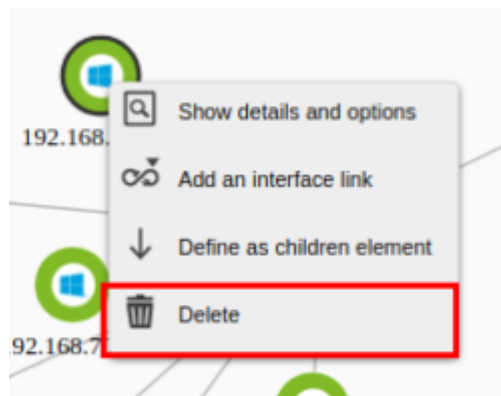 Show details and options
192.168.
Add an interface link
Define as children element
Delete
92.168.7